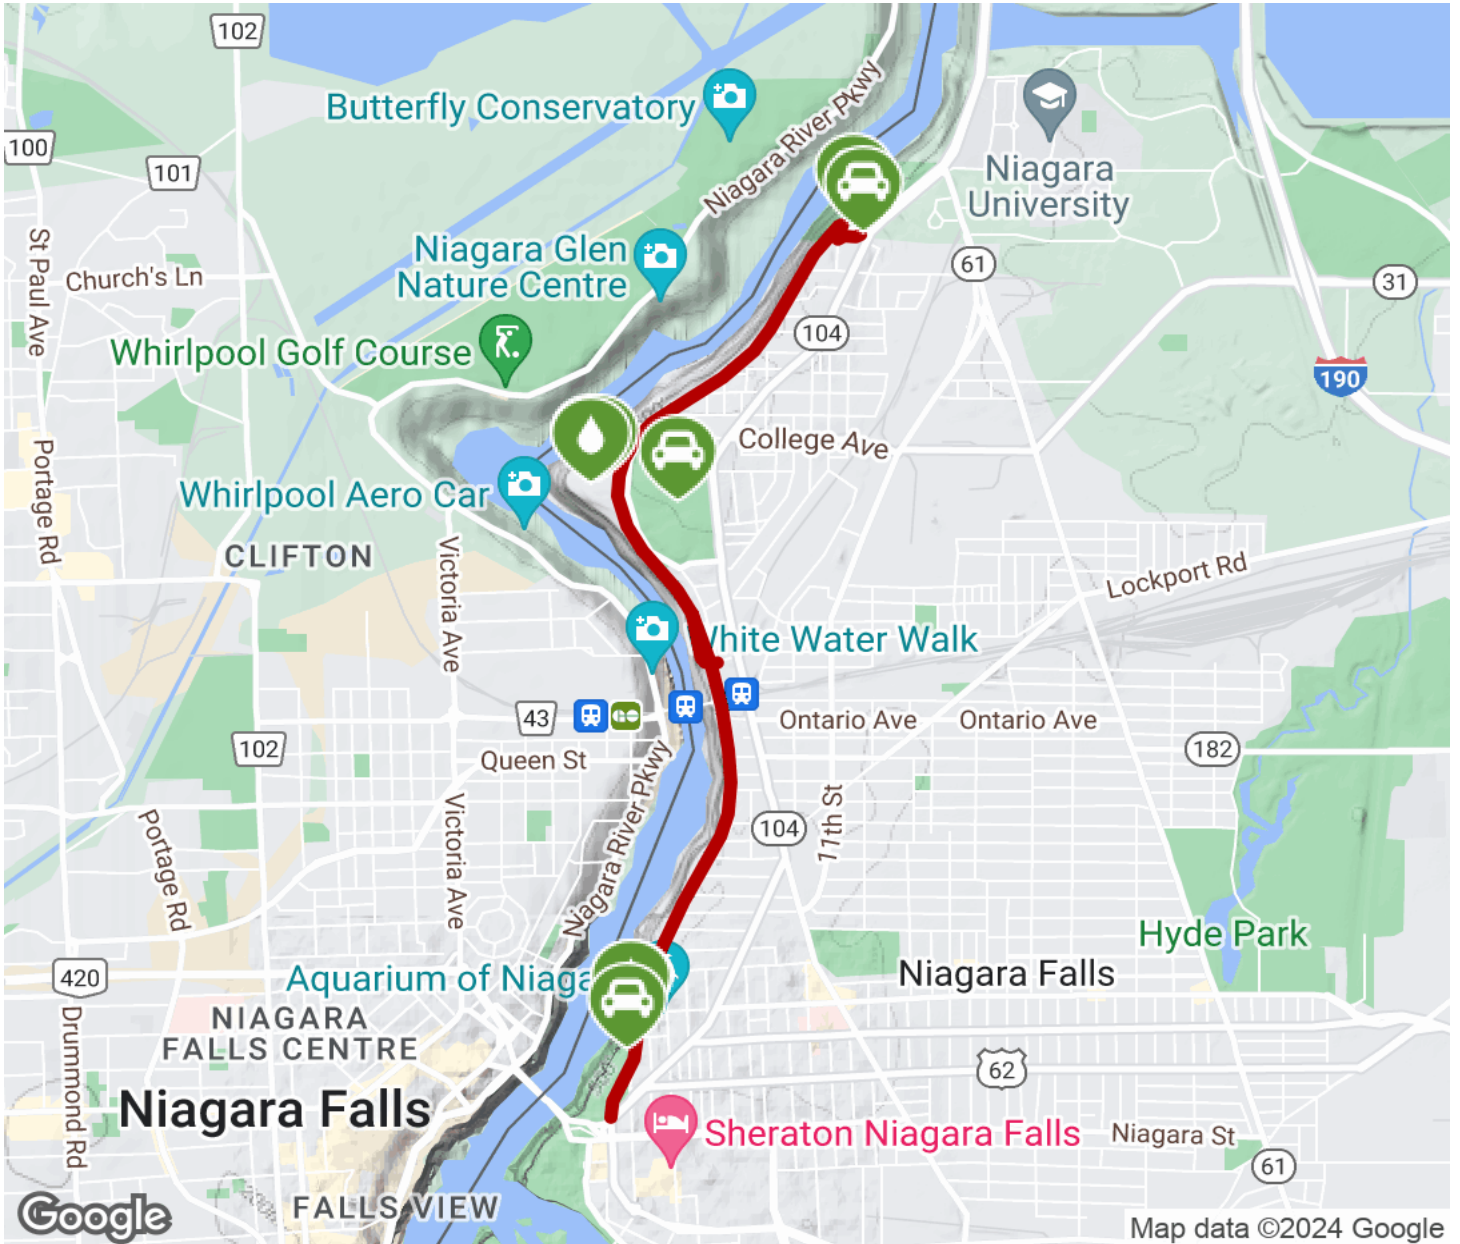 102
Butterfly Conservatory
Niagara River Pkwy
Niagara
University
100
101
St Paul Ave
Church's Ln
Niagara Glen
Nature Centre
61
31
104
Whirlpool Golf Course
190
Portage Rd
College Ave
Whirlpool Aero Car
CLIFTON
Victoria Ave
Lockport Rd
White Water Walk
43
Ontario Ave
Ontario Ave
102
Queen St
182
Niagara River Pkwy
Portage Rd
Victoria Ave
11th St
104
Hyde Park
420
Aquarium of Niaga
Niagara Falls
NIAGARA
FALLS CENTRE
Drummond Rd
62
Niagara Falls
Sheraton Niagara Falls
Niagara St
61
FALLS VIEW
Google
Map data ©2024 Google